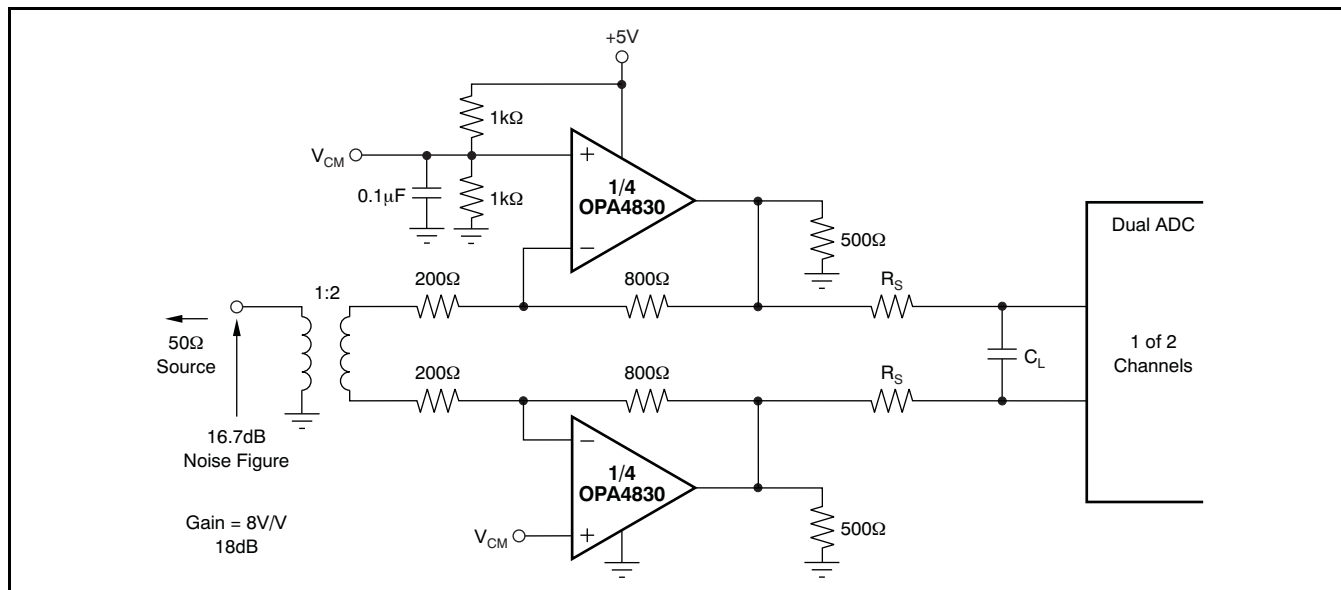 +5V
1kΩ
V_CM
0.1μF
1kΩ
1/4
OPA4830
500Ω
Dual ADC
200Ω
800Ω
R_S
1:2
50Ω
Source
1 of 2
Channels
C_L
200Ω
800Ω
R_S
16.7dB
Noise Figure
1/4
OPA4830
Gain = 8V/V
18dB
V_CM
500Ω
+
−
−
+